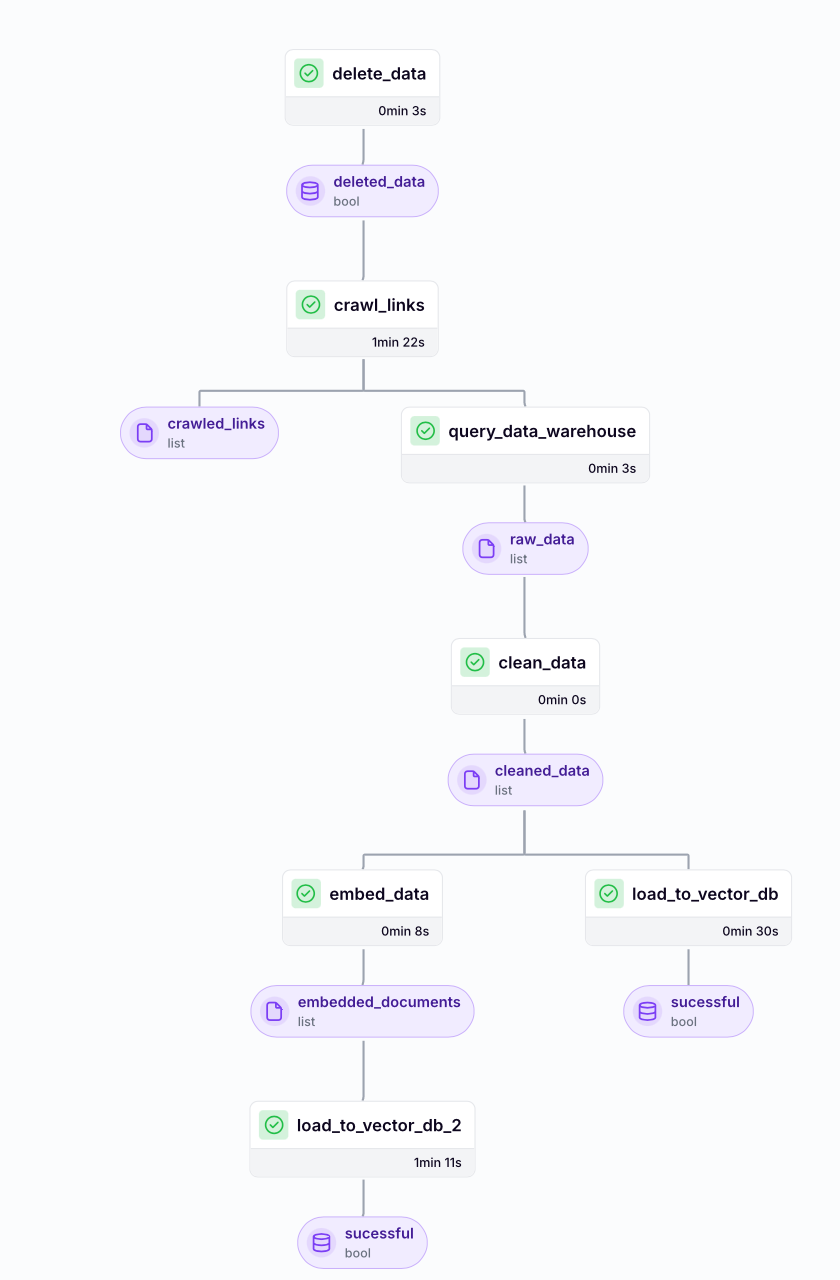 delete_data
0min 3s
deleted_data
bool
crawl_links
1min 22s
crawled_links
list
query_data_warehouse
0min 3s
raw_data
list
clean_data
0min 0s
cleaned_data
list
embed_data
0min 8s
load_to_vector_db
0min 30s
embedded_documents
list
sucessful
bool
load_to_vector_db_2
1min 11s
sucessful
bool